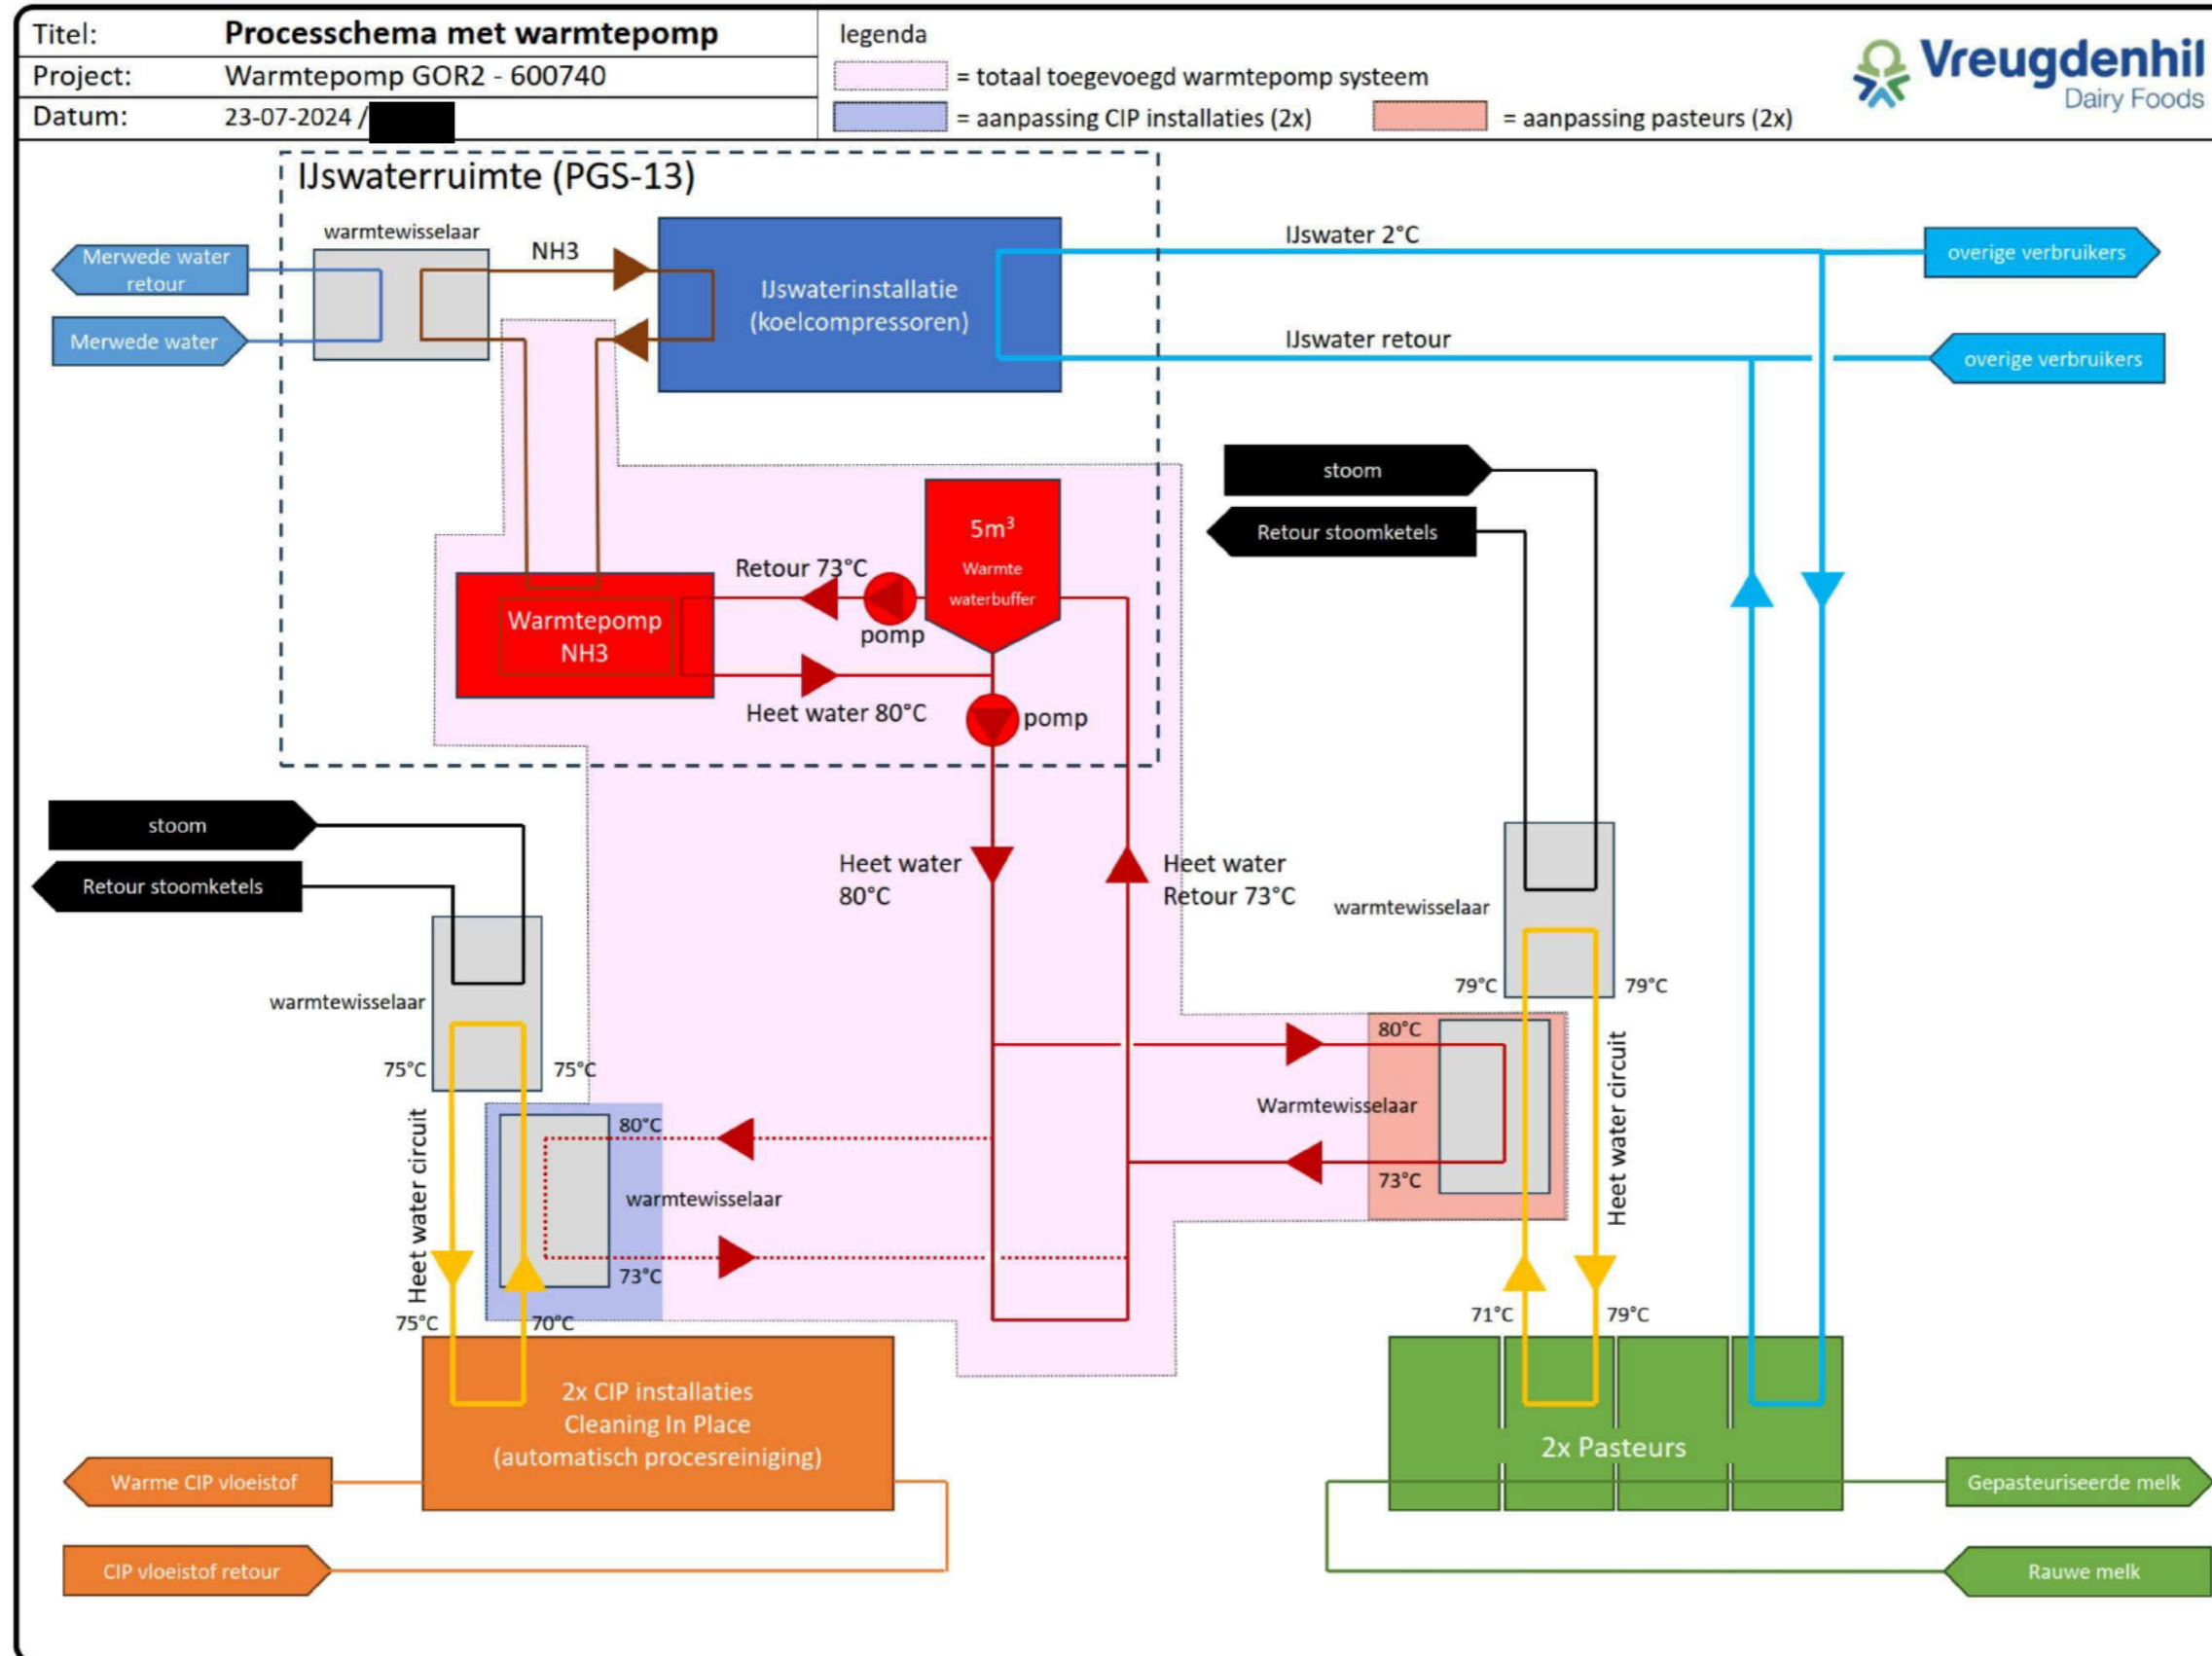 Titel: Processchema met warmtepomp
Project: Warmtepomp GOR2 - 600740
Datum: 23-07-2024 /
legenda
= totaal toegevoegd warmtepomp systeem
= aanpassing CIP installaties (2x)
= aanpassing pasteurs (2x)
Vreugdenhil
Dairy Foods
IJswaterruimte (PGS-13)
warmtewisselaar
NH3
Merwede water
retour
Merwede water
IJswaterinstallatie
(koelcompressoren)
IJswater 2°C
IJswater retour
overige verbruikers
overige verbruikers
stoom
Retour stoomketels
5m³
Warmte
waterbuffer
Retour 73°C
pomp
Warmtepomp
NH3
Heet water 80°C
pomp
stoom
Retour stoomketels
Heet water
80°C
Heet water
Retour 73°C
warmtewisselaar
79°C
79°C
warmtewisselaar
75°C
75°C
80°C
Warmtewisselaar
73°C
Heet water circuit
Heet water circuit
80°C
warmtewisselaar
73°C
75°C
70°C
71°C
79°C
2x CIP installaties
Cleaning In Place
(automatisch procesreiniging)
2x Pasteurs
Warme CIP vloeistof
CIP vloeistof retour
Gepasteuriseerde melk
Rauwe melk